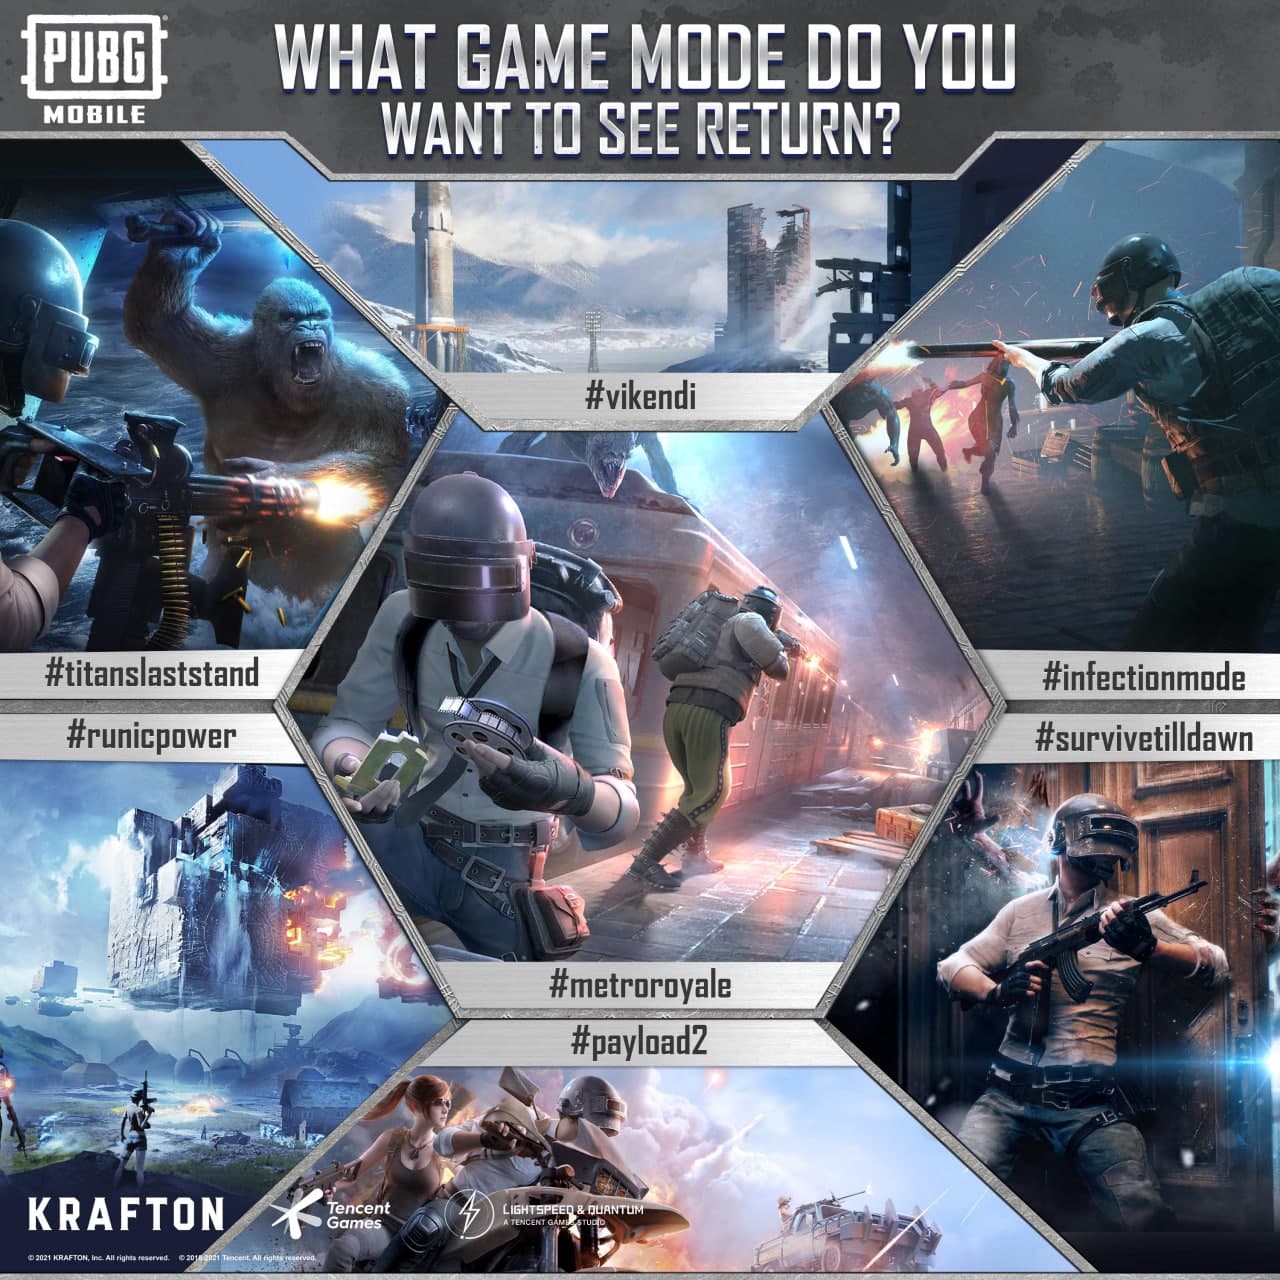 PUBG
MOBILE
WHAT GAME MODE DO YOU
WANT TO SEE RETURN?
#vikendi
#titanslaststand
#infectionmode
#runicpower
#survivetilldawn
#metroroyale
#payload2
KRAFTON
Tencent
Games
LIGHTSPEED & QUANTUM
A TENCENT GAMES STUDIO
© 2021 KRAFTON, Inc. All rights reserved. © 2018-2021 Tencent. All rights reserved.